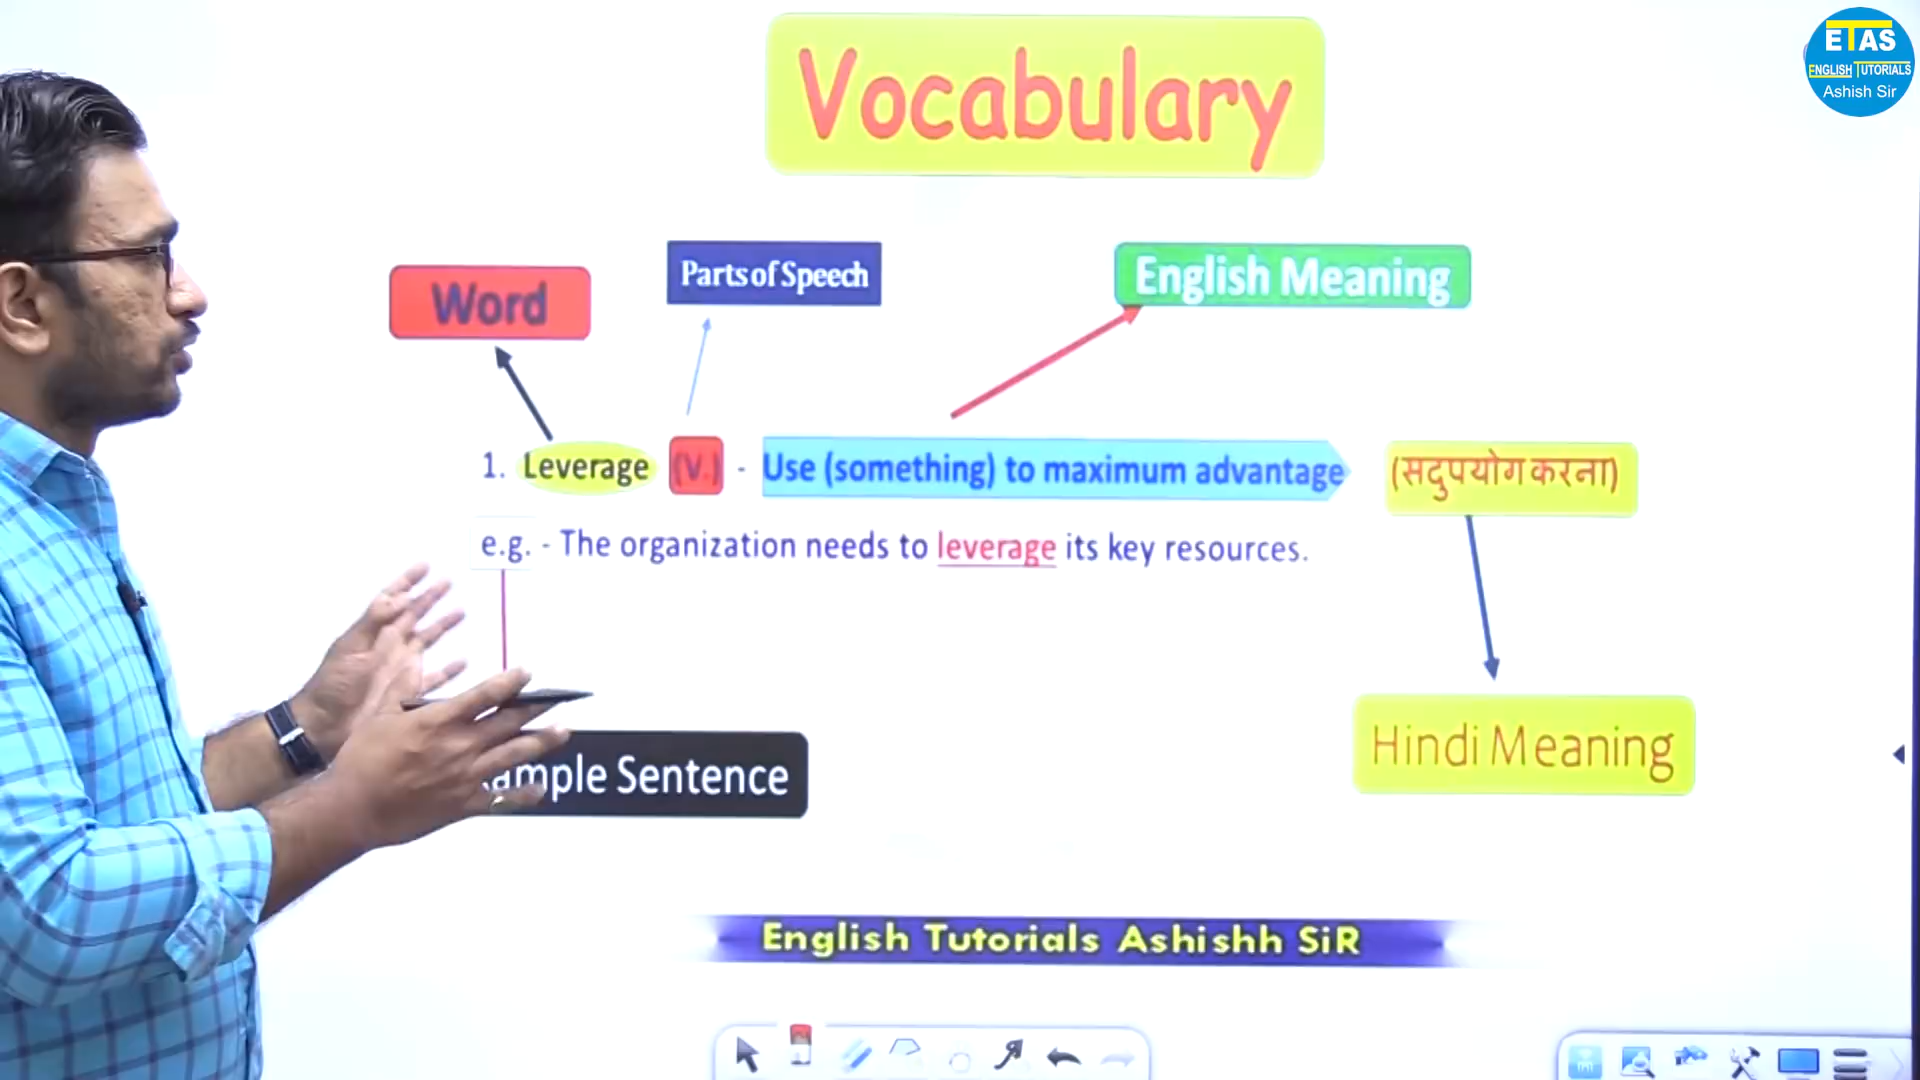 Vocabulary
ETAS
ENGLISH TUTORIALS
Ashish Sir
Word
Parts of Speech
English Meaning
1. Leverage (V.) - Use (something) to maximum advantage (सदुपयोग करना)
e.g. - The organization needs to leverage its key resources.
Sentence
Hindi Meaning
English Tutorials Ashishh SiR